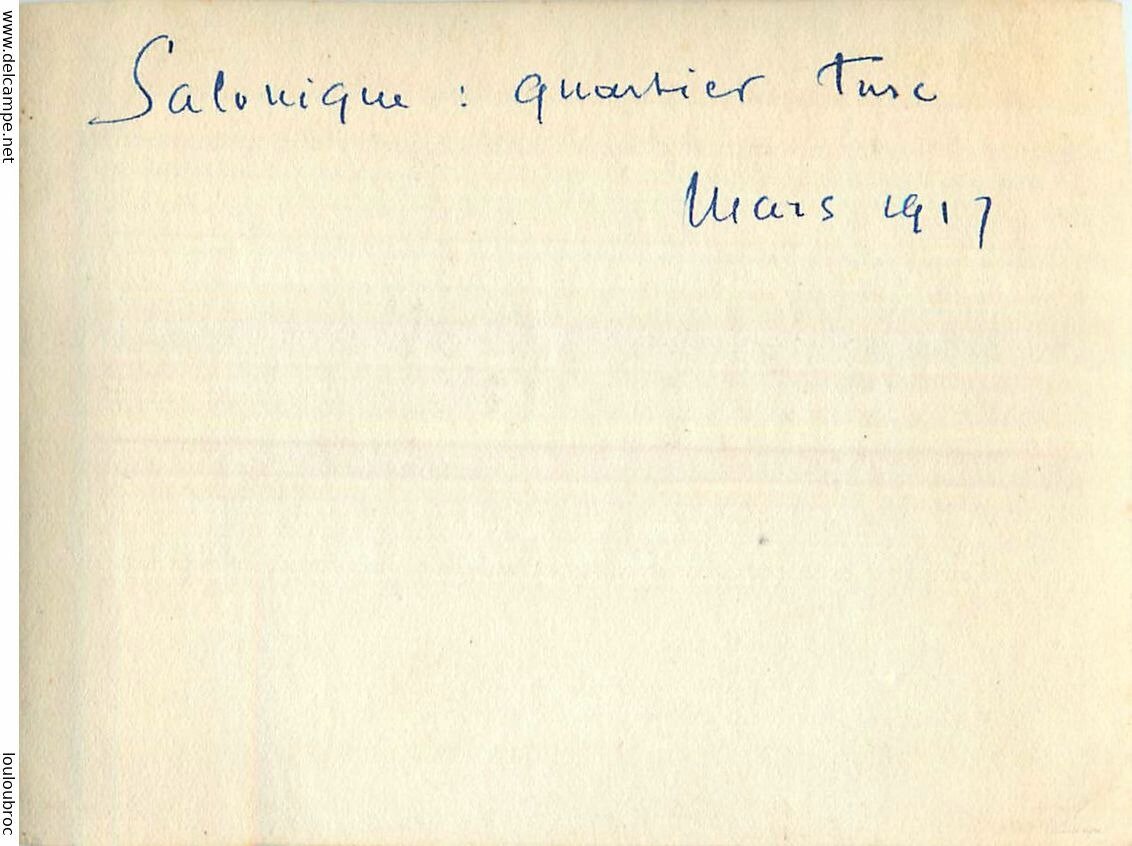 Salonique : quartier turc
Mars 1917
www.delcampe.net
louloubroc